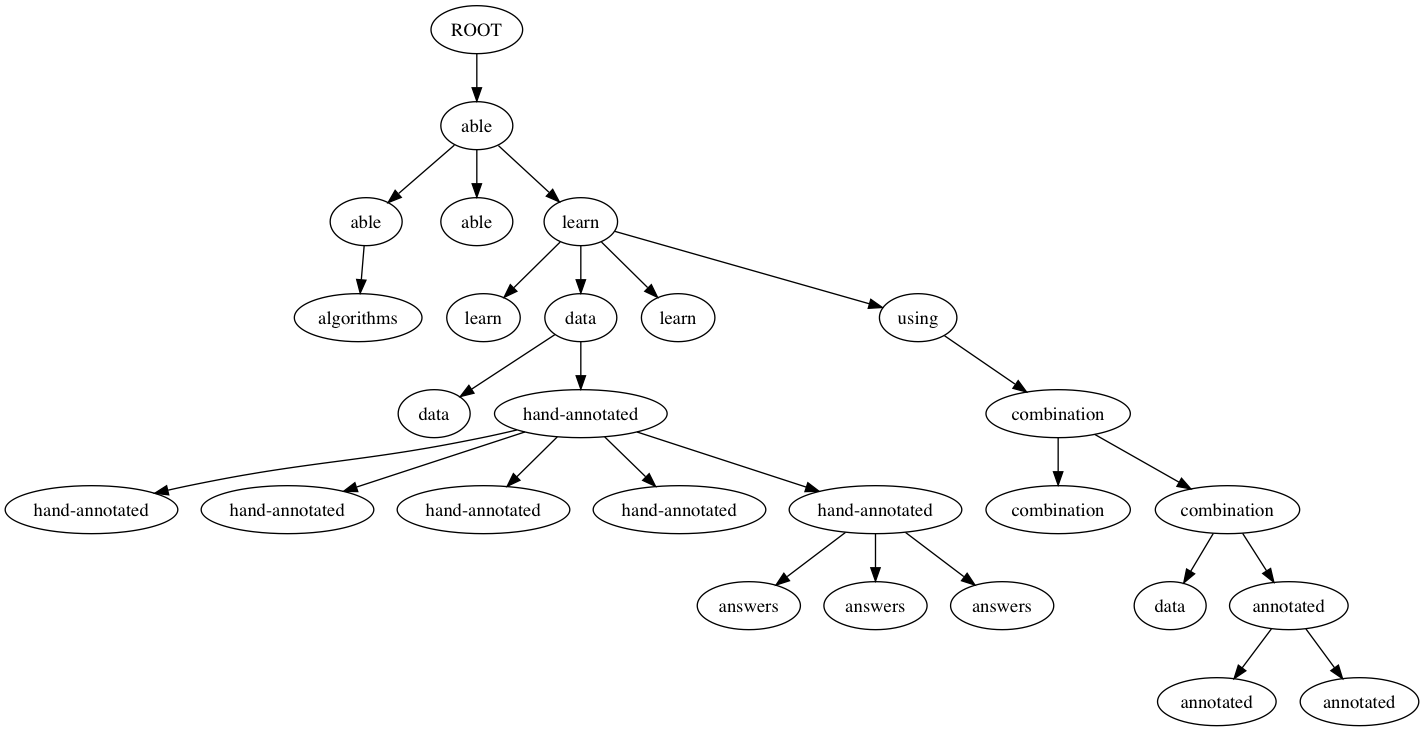 ROOT
able
able able learn
algorithms learn data learn using
data hand-annotated combination
hand-annotated hand-annotated hand-annotated hand-annotated hand-annotated combination combination
answers answers answers data annotated
annotated annotated